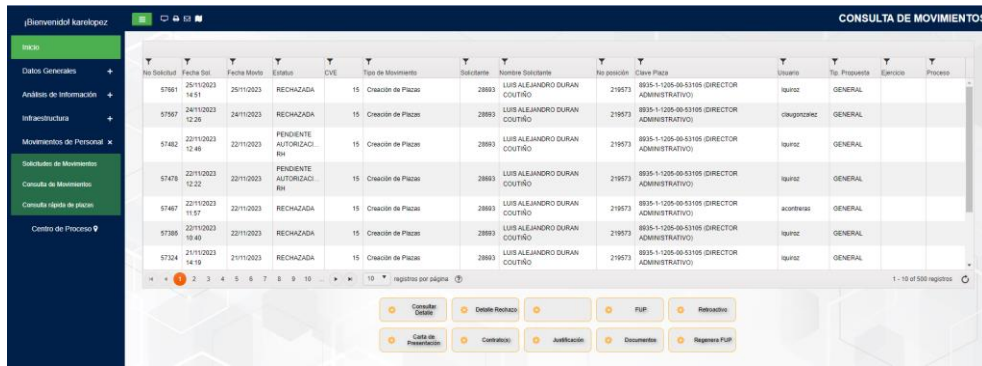 ¡Bienvenido! karelopez
CONSULTA DE MOVIMIENTOS
Inicio
Datos Generales +
Análisis de Información +
Infraestructura +
Movimientos de Personal x
Solicitudes de Movimientos
Consulta de Movimientos
Consulta rápida de plazas
Centro de Proceso
No Solicitud Fecha Sol. Fecha Movto Estatus CVE Tipo de Movimiento Solicitante Nombre Solicitante No posición Clave Plaza Usuario Tip. Propuesta Ejercicio Proceso
57661 25/11/2023 14:51 25/11/2023 RECHAZADA 15 Creación de Plazas 28693 LUIS ALEJANDRO DURAN COUTIÑO 219573 8935-1-1205-00-53105 (DIRECTOR ADMINISTRATIVO) lquiroz GENERAL
57567 24/11/2023 12:26 24/11/2023 RECHAZADA 15 Creación de Plazas 28693 LUIS ALEJANDRO DURAN COUTIÑO 219573 8935-1-1205-00-53105 (DIRECTOR ADMINISTRATIVO) claugonzalez GENERAL
57482 22/11/2023 12:46 22/11/2023 PENDIENTE AUTORIZACI... RH 15 Creación de Plazas 28693 LUIS ALEJANDRO DURAN COUTIÑO 219573 8935-1-1205-00-53105 (DIRECTOR ADMINISTRATIVO) lquiroz GENERAL
57478 22/11/2023 12:22 22/11/2023 PENDIENTE AUTORIZACI... RH 15 Creación de Plazas 28693 LUIS ALEJANDRO DURAN COUTIÑO 219573 8935-1-1205-00-53105 (DIRECTOR ADMINISTRATIVO) lquiroz GENERAL
57467 22/11/2023 11:57 22/11/2023 RECHAZADA 15 Creación de Plazas 28693 LUIS ALEJANDRO DURAN COUTIÑO 219573 8935-1-1205-00-53105 (DIRECTOR ADMINISTRATIVO) acontreras GENERAL
57386 22/11/2023 10:40 22/11/2023 RECHAZADA 15 Creación de Plazas 28693 LUIS ALEJANDRO DURAN COUTIÑO 219573 8935-1-1205-00-53105 (DIRECTOR ADMINISTRATIVO) lquiroz GENERAL
57324 21/11/2023 14:19 21/11/2023 RECHAZADA 15 Creación de Plazas 28693 LUIS ALEJANDRO DURAN COUTIÑO 219573 8935-1-1205-00-53105 (DIRECTOR ADMINISTRATIVO) lquiroz GENERAL
1 2 3 4 5 6 7 8 9 10 ... 10 registros por página 1 - 10 of 500 registros
Consultar Detalle Detalle Rechazo FUP Retroactivo
Carta de Presentación Contrato(s) Justificación Documentos Regenera FUP